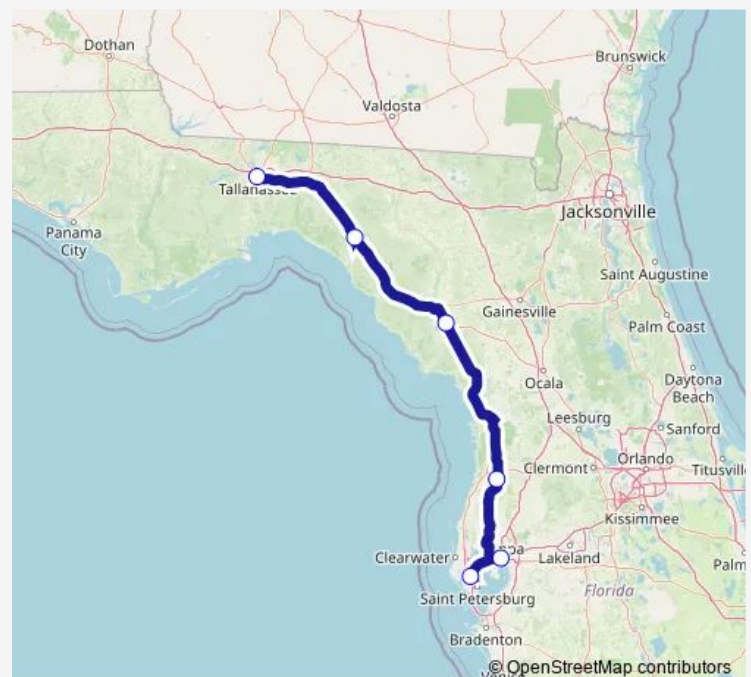 Dothan
Brunswick
Valdosta
Jacksonville
Panama
City
Saint Augustine
Gainesville
Palm Coast
Ocala
Daytona
Beach
Leesburg
Sanford
Orlando
Clermont
Titusvill
Kissimmee
Clearwater
Lakeland
Palm
Saint Petersburg
Florida
Bradenton
© OpenStreetMap contributors